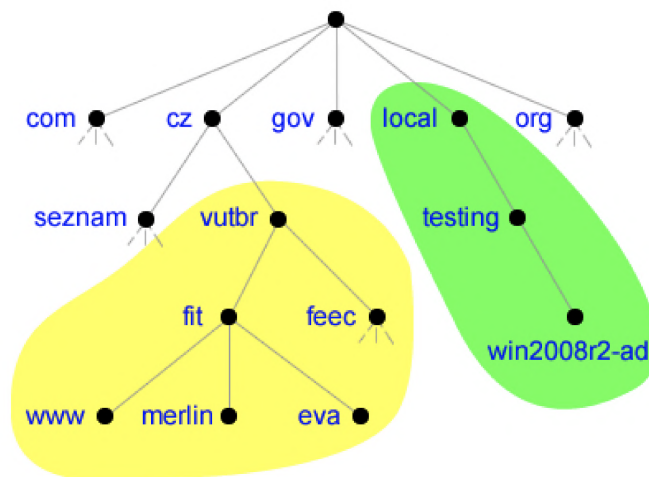 com cz gov local org
seznam vutbr testing
fit feec
win2008r2-ad
www merlin eva